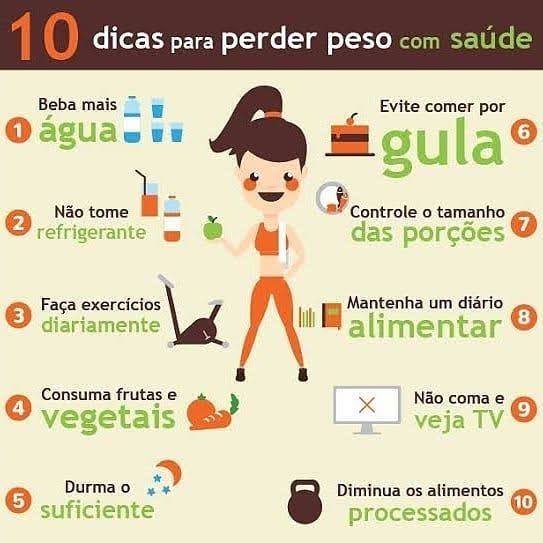 10 dicas para perder peso com saúde
1 Beba mais
água
2 Não tome
refrigerante
3 Faça exercícios
diariamente
4 Consuma frutas e
vegetais
5 Durma o
suficiente
Evite comer por 6
gula
Controle o tamanho 7
das porções
Mantenha um diário 8
alimentar
Não coma e 9
veja TV
Diminua os alimentos 10
processados